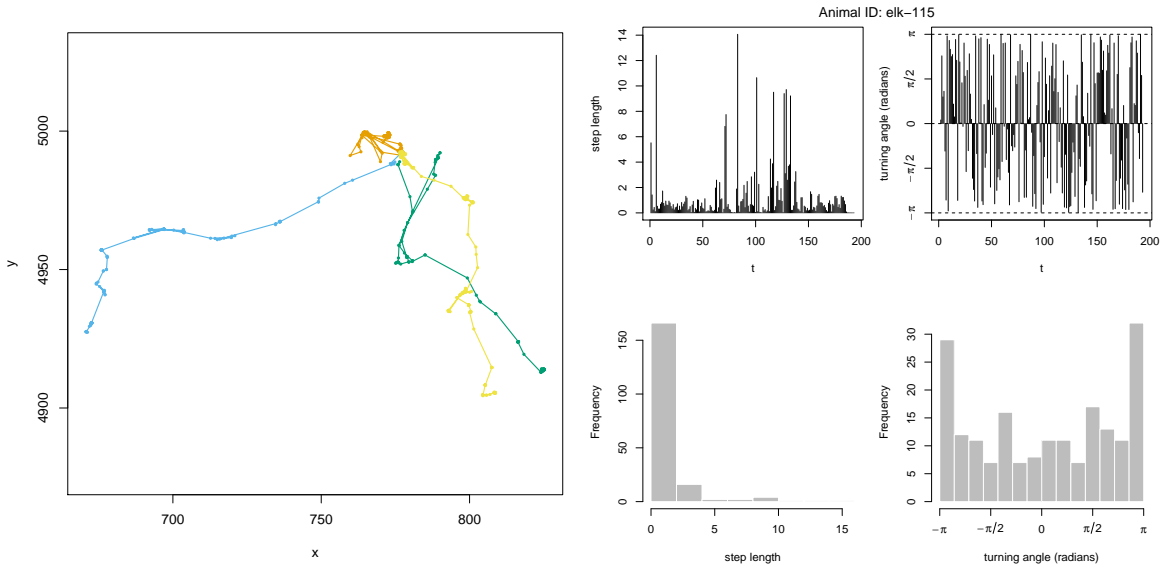 Animal ID: elk−115
y
4900
4950
5000
700
750
800
x
step length
0
2
4
6
8
10
12
14
0
50
100
150
200
t
turning angle (radians)
−π
−π/2
0
π/2
π
0
50
100
150
200
t
Frequency
0
50
100
150
0
5
10
15
step length
Frequency
0
5
10
15
20
25
30
−π
−π/2
0
π/2
π
turning angle (radians)